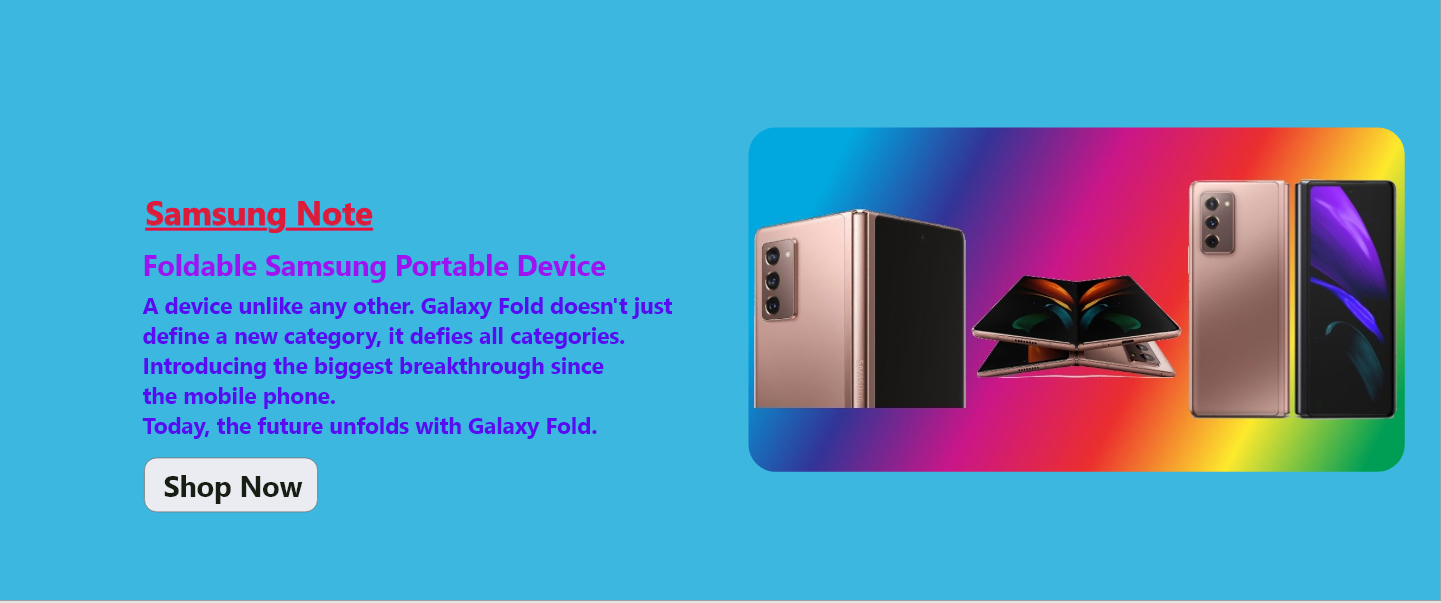 Samsung Note
Foldable Samsung Portable Device
A device unlike any other. Galaxy Fold doesn't just
define a new category, it defies all categories.
Introducing the biggest breakthrough since
the mobile phone.
Today, the future unfolds with Galaxy Fold.
Shop Now
SAMSUNG